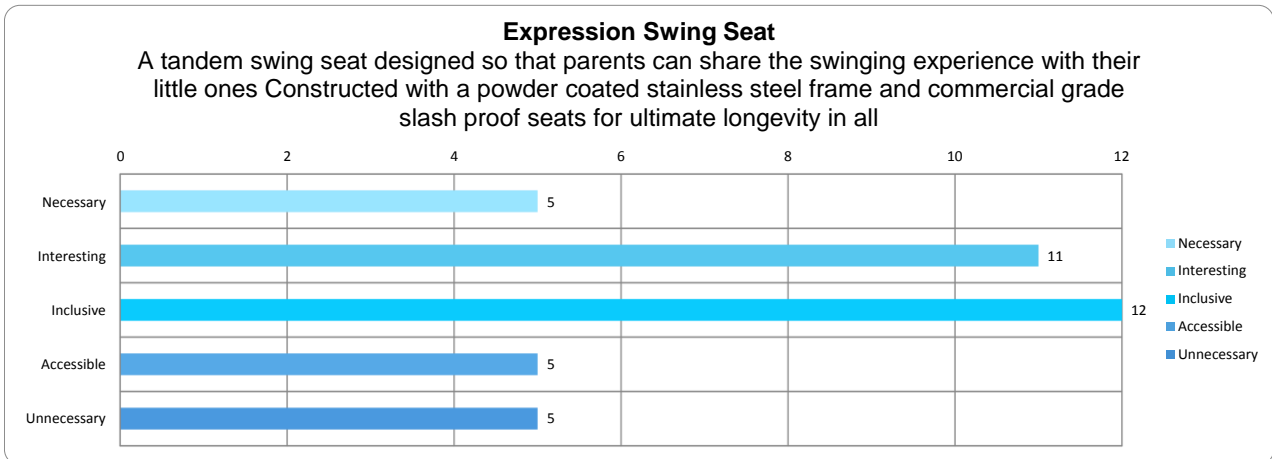 Expression Swing Seat
A tandem swing seat designed so that parents can share the swinging experience with their
little ones Constructed with a powder coated stainless steel frame and commercial grade
slash proof seats for ultimate longevity in all
0 2 4 6 8 10 12
Necessary 5
Interesting 11
Inclusive 12
Accessible 5
Unnecessary 5
Necessary
Interesting
Inclusive
Accessible
Unnecessary